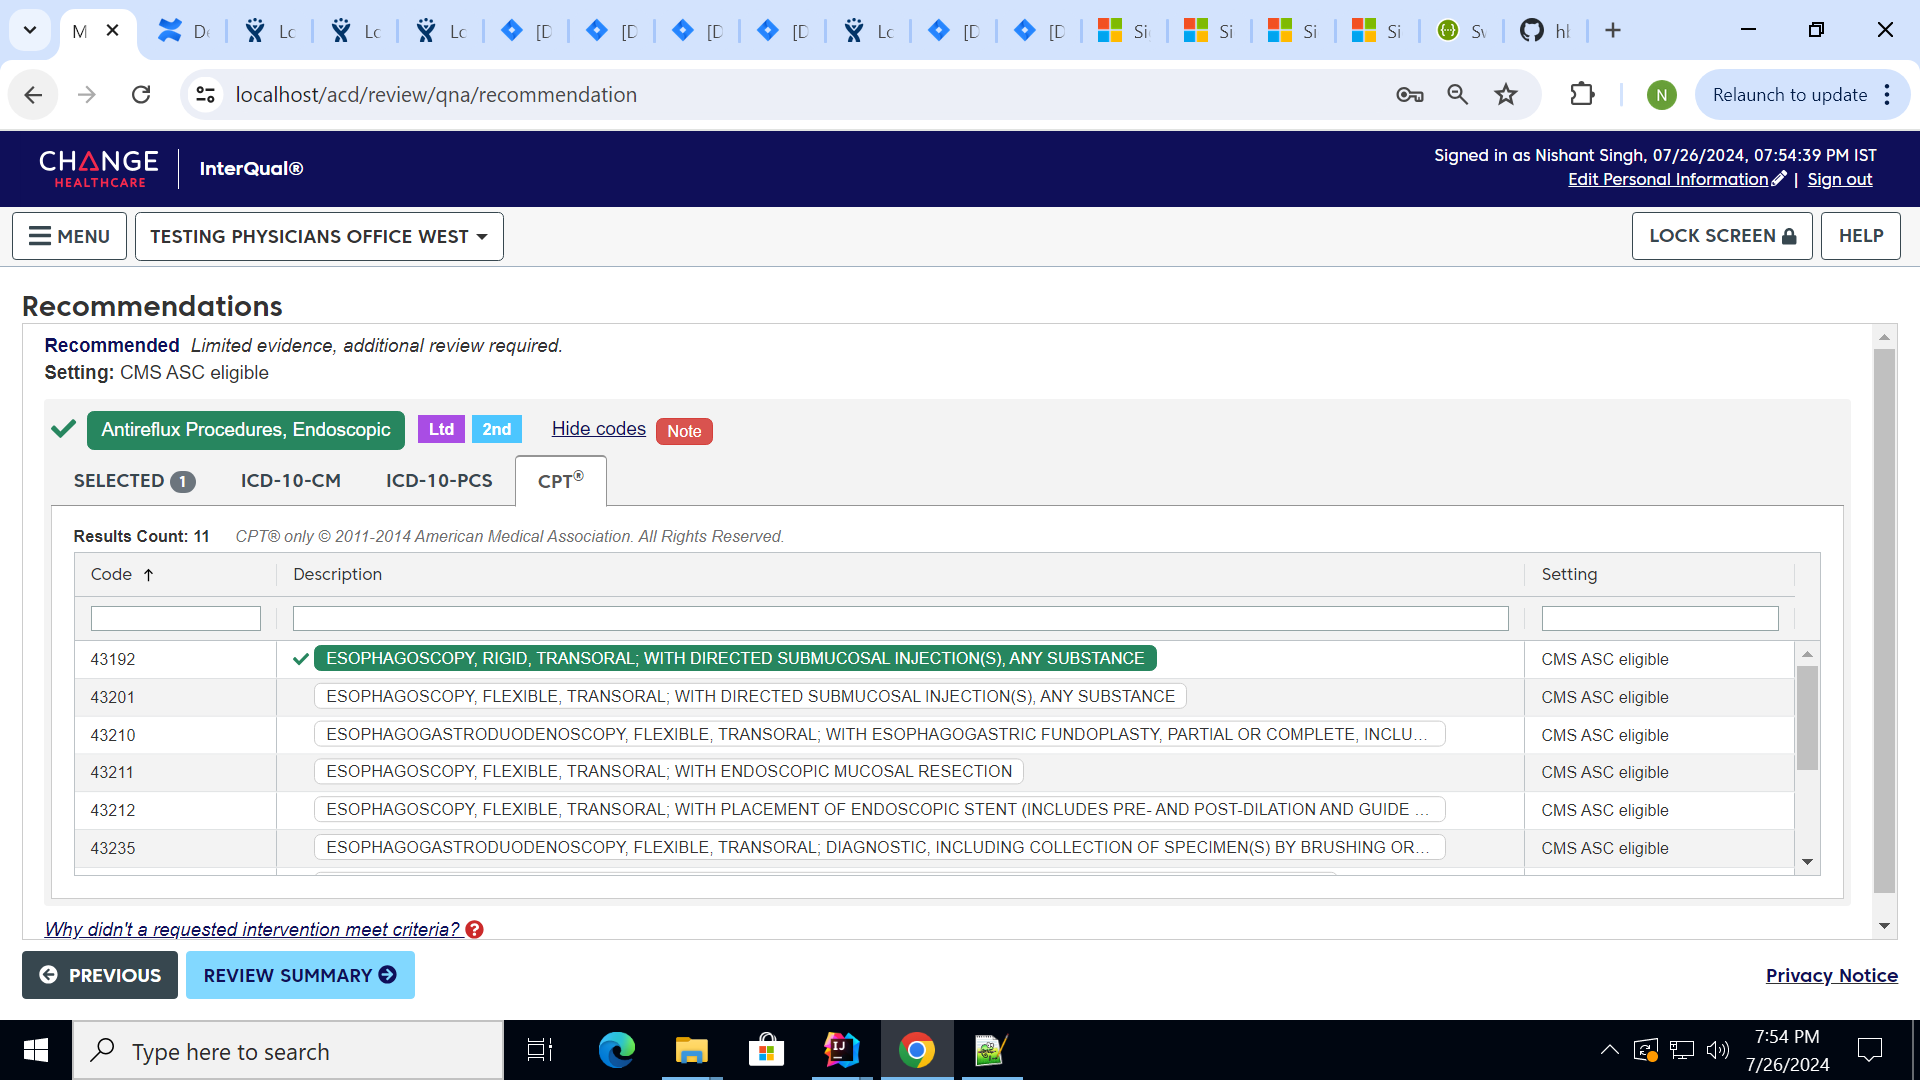 M
De
Lo
Lo
Lo
[D
[D
[D
[D
Lo
[D
[D
Si
Si
Si
Si
Sv
hl
localhost/acd/review/qna/recommendation
N
Relaunch to update
CHANGE
HEALTHCARE
InterQual®
Signed in as Nishant Singh, 07/26/2024, 07:54:39 PM IST
Edit Personal Information | Sign out
MENU
TESTING PHYSICIANS OFFICE WEST
LOCK SCREEN
HELP
Recommendations
Recommended Limited evidence, additional review required.
Setting: CMS ASC eligible
Antireflux Procedures, Endoscopic Ltd 2nd Hide codes Note
SELECTED 1 ICD-10-CM ICD-10-PCS CPT®
Results Count: 11 CPT® only © 2011-2014 American Medical Association. All Rights Reserved.
Code Description Setting
43192 ESOPHAGOSCOPY, RIGID, TRANSORAL; WITH DIRECTED SUBMUCOSAL INJECTION(S), ANY SUBSTANCE CMS ASC eligible
43201 ESOPHAGOSCOPY, FLEXIBLE, TRANSORAL; WITH DIRECTED SUBMUCOSAL INJECTION(S), ANY SUBSTANCE CMS ASC eligible
43210 ESOPHAGOGASTRODUODENOSCOPY, FLEXIBLE, TRANSORAL; WITH ESOPHAGOGASTRIC FUNDOPLASTY, PARTIAL OR COMPLETE, INCLU... CMS ASC eligible
43211 ESOPHAGOSCOPY, FLEXIBLE, TRANSORAL; WITH ENDOSCOPIC MUCOSAL RESECTION CMS ASC eligible
43212 ESOPHAGOSCOPY, FLEXIBLE, TRANSORAL; WITH PLACEMENT OF ENDOSCOPIC STENT (INCLUDES PRE- AND POST-DILATION AND GUIDE ... CMS ASC eligible
43235 ESOPHAGOGASTRODUODENOSCOPY, FLEXIBLE, TRANSORAL; DIAGNOSTIC, INCLUDING COLLECTION OF SPECIMEN(S) BY BRUSHING OR... CMS ASC eligible
Why didn't a requested intervention meet criteria? ?
PREVIOUS
REVIEW SUMMARY
Privacy Notice
Type here to search
IJ
7:54 PM
7/26/2024